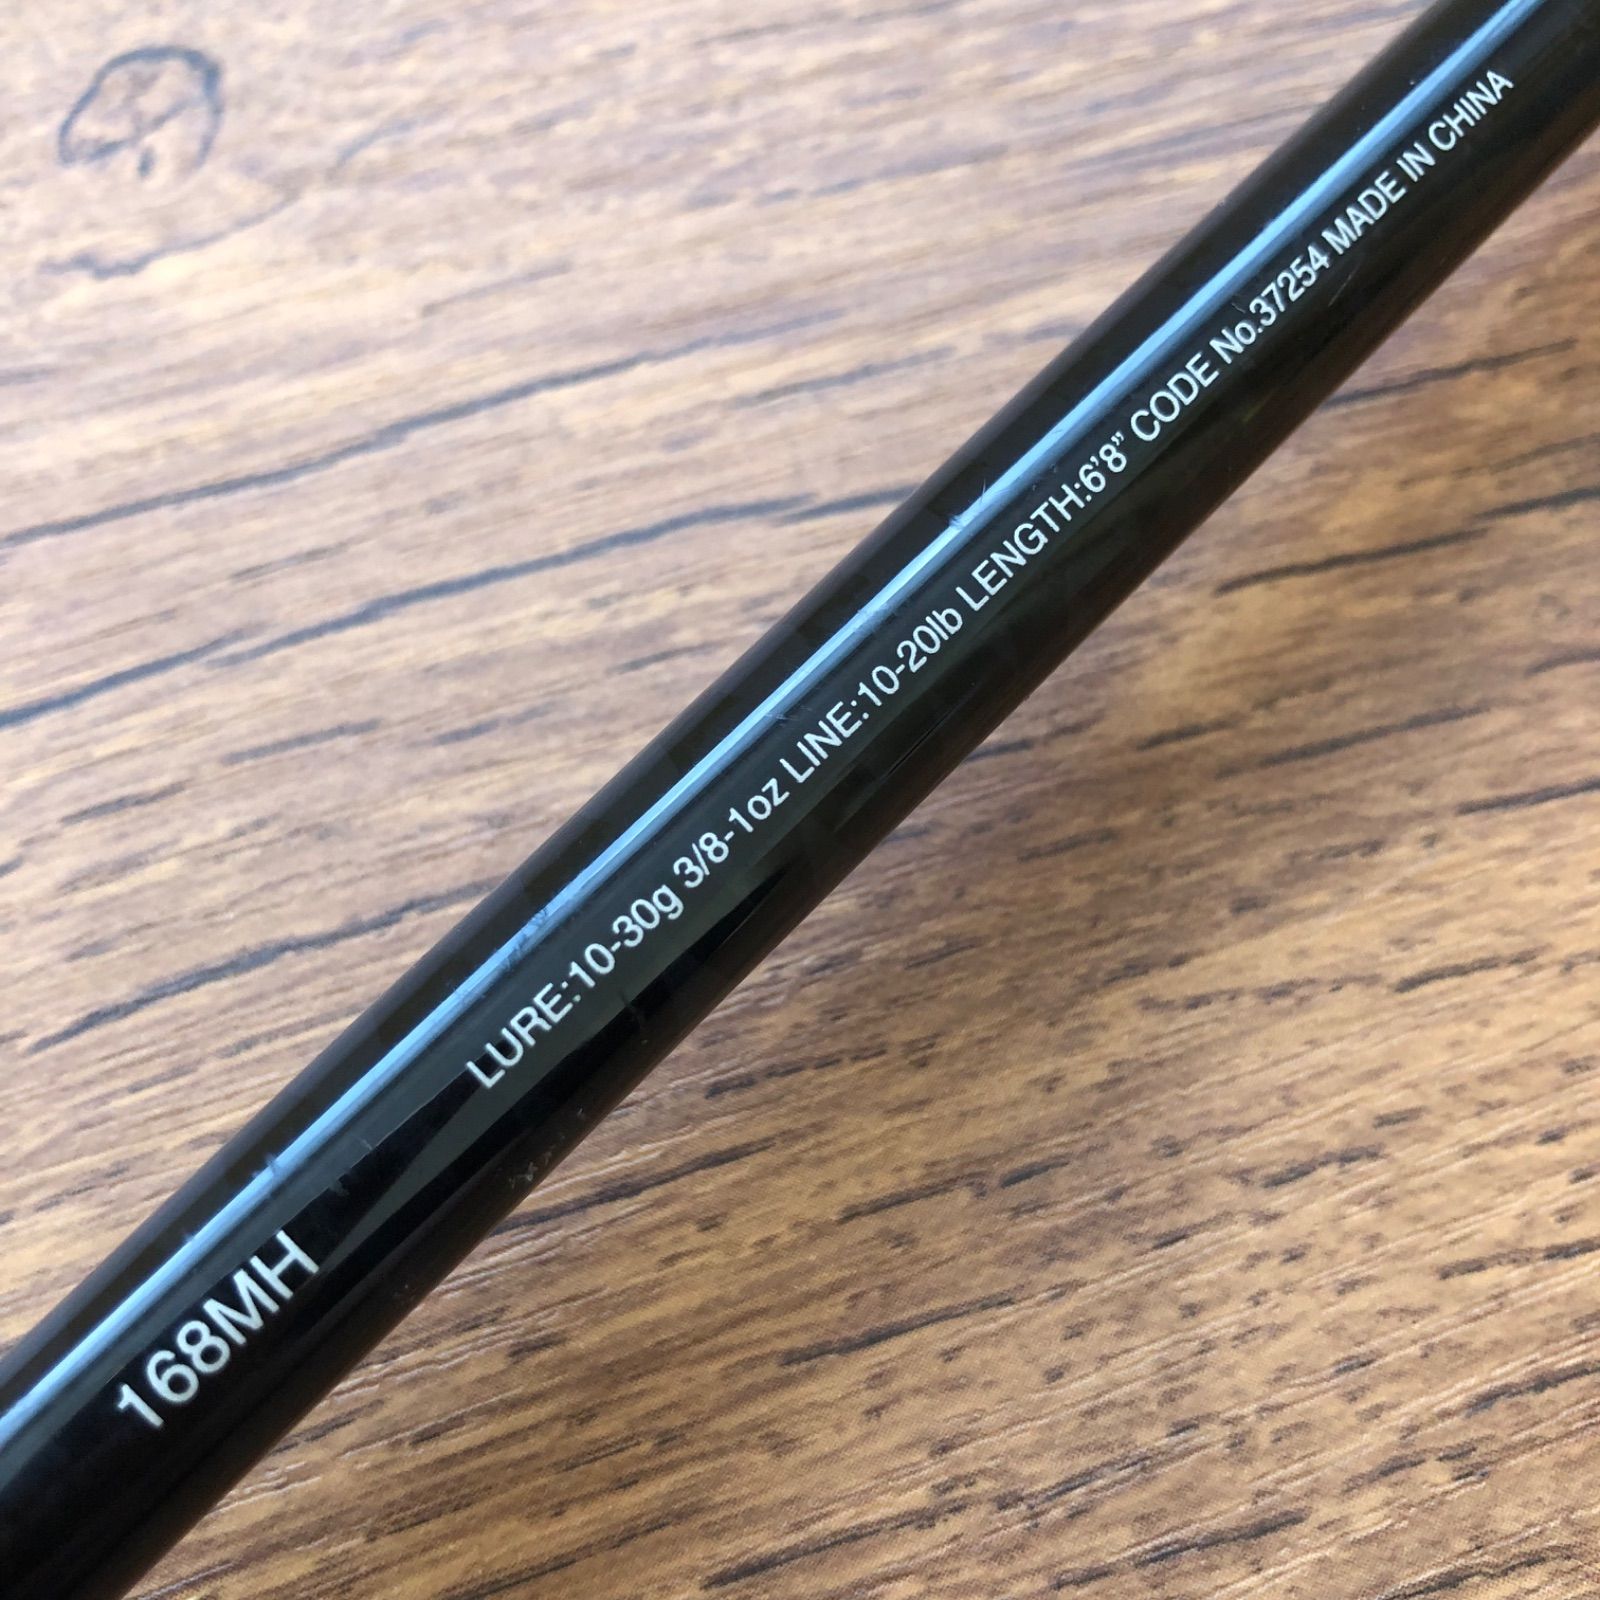 168MH
LURE:10-30g 3/8-1oz LINE:10-20lb LENGTH:6'8" CODE No.37254 MADE IN CHINA